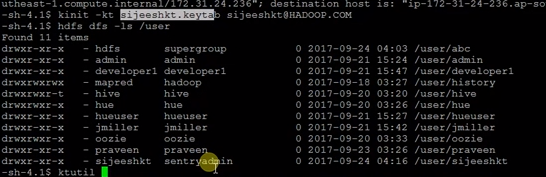 utheast-1.compute.internal/172.31.24.236"; destination host is: "ip-172-31-24-236.ap-so
-sh-4.1$ kinit -kt sijeeshkt.keytab sijeeshkt@HADOOP.COM
-sh-4.1$ hdfs dfs -ls /user
Found 11 items
drwxr-xr-x - hdfs supergroup 0 2017-09-24 04:03 /user/abc
drwxr-xr-x - admin admin 0 2017-09-21 15:24 /user/admin
drwxr-xr-x - developer1 developer1 0 2017-09-21 15:47 /user/developer1
drwxrwxrwx - mapred hadoop 0 2017-09-23 03:27 /user/history
drwxrwxr-t - hive hive 0 2017-09-20 03:20 /user/hive
drwxrwxr-x - hue hue 0 2017-09-20 03:26 /user/hue
drwxr-xr-x - hueuser hueuser 0 2017-09-21 15:27 /user/hueuser
drwxr-xr-x - jmiller jmiller 0 2017-09-21 15:42 /user/jmiller
drwxrwxr-x - oozie oozie 0 2017-09-20 03:33 /user/oozie
drwxr-xr-x - praveen praveen 0 2017-09-23 03:26 /user/praveen
drwxr-xr-x - sijeeshkt sentryadmin 0 2017-09-24 04:16 /user/sijeeshkt
-sh-4.1$ ktutil